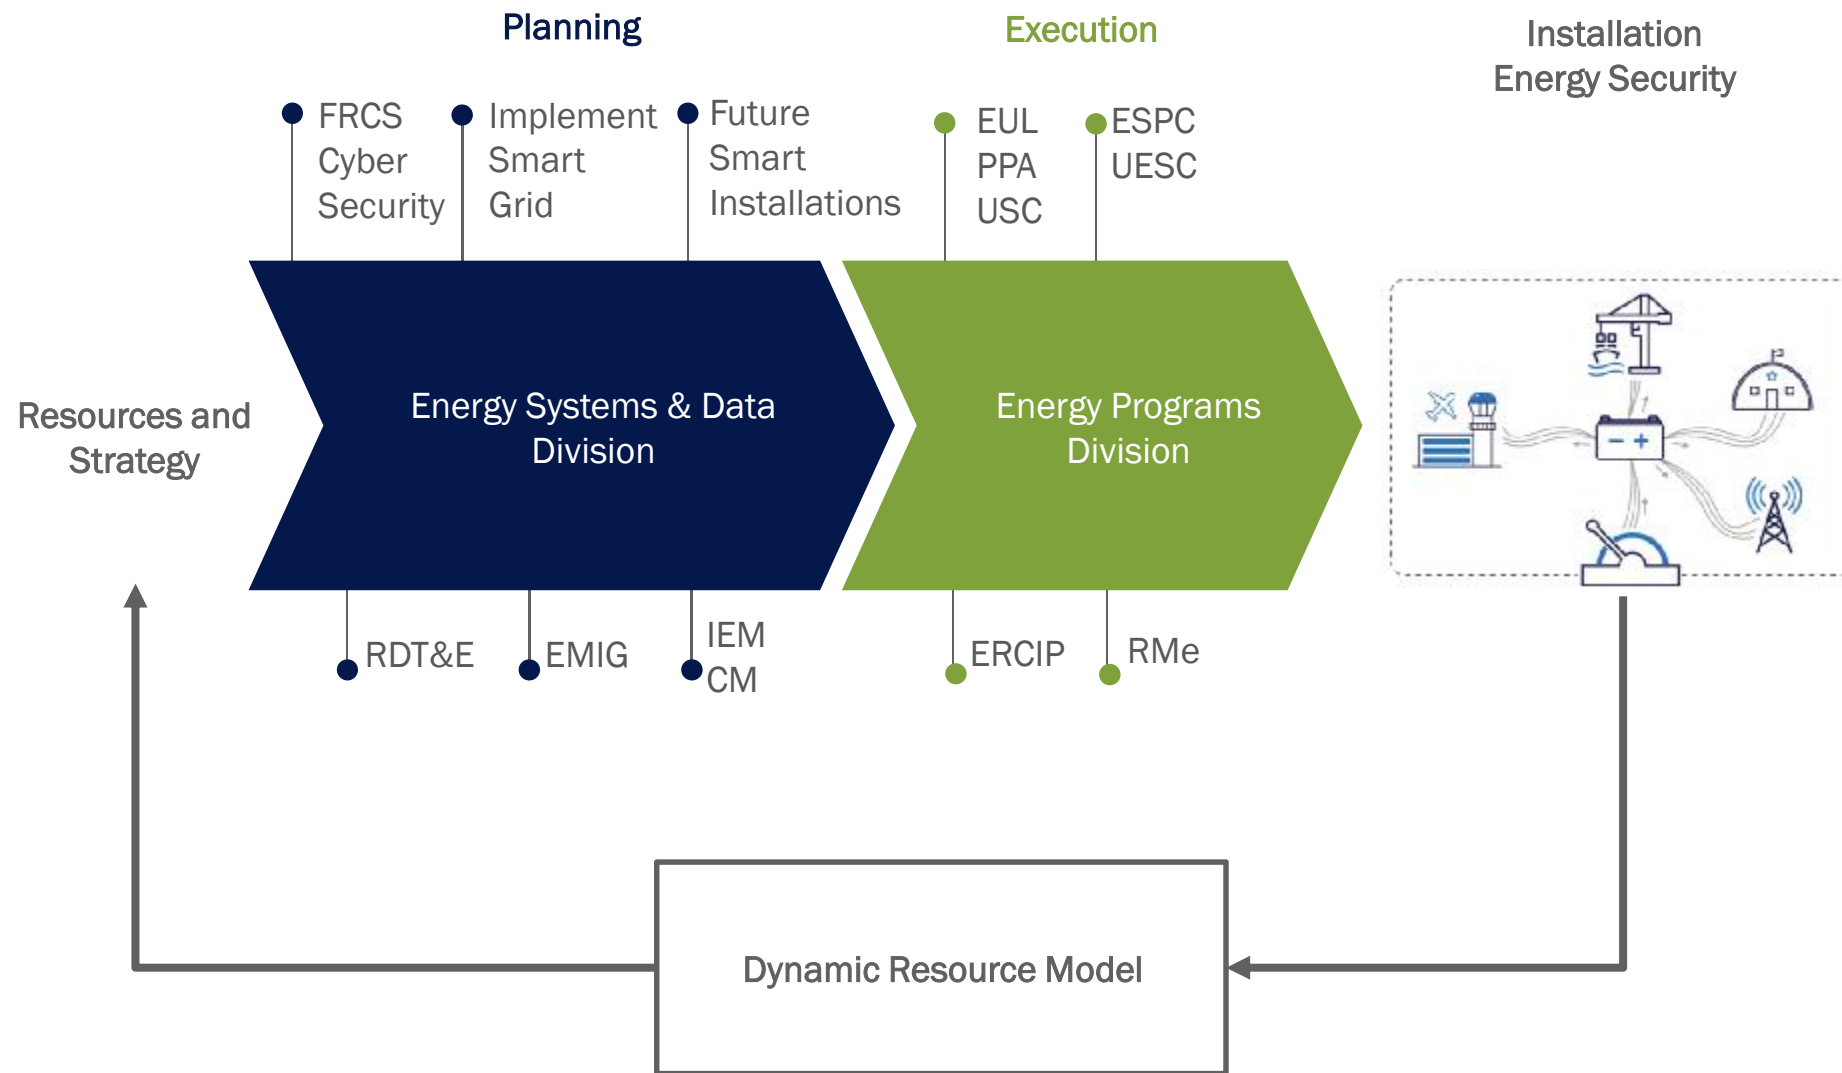 Planning
Execution
Installation
Energy Security
FRCS
Cyber
Security
Implement
Smart
Grid
Future
Smart
Installations
EUL
PPA
USC
ESPC
UESC
Resources and
Strategy
Energy Systems & Data
Division
Energy Programs
Division
RDT&E
EMIG
IEM
CM
ERCIP
RMe
Dynamic Resource Model